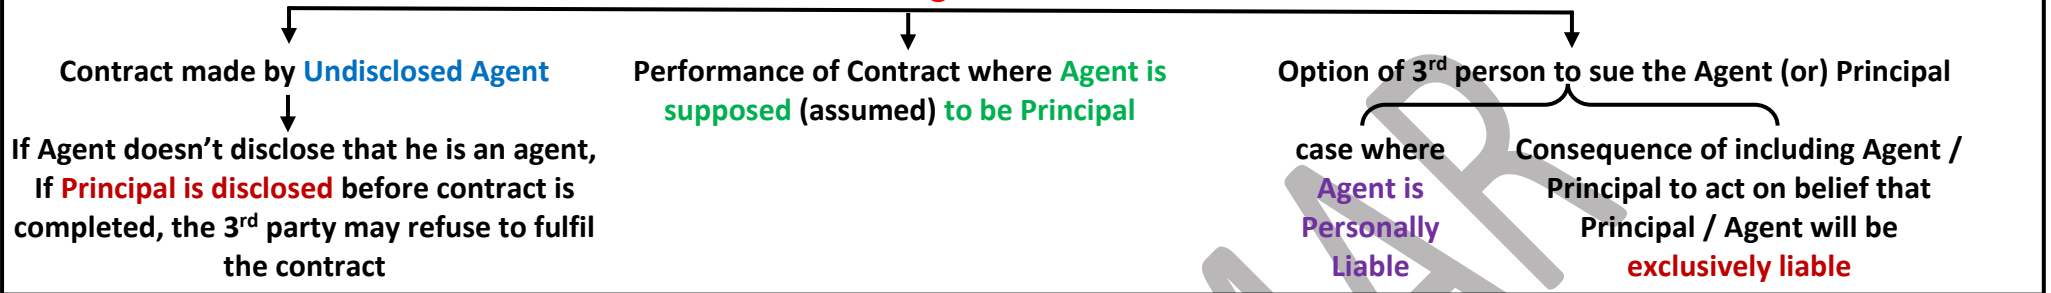 Contract made by Undisclosed Agent
If Agent doesn't disclose that he is an agent,
If Principal is disclosed before contract is
completed, the 3rd party may refuse to fulfil
the contract
Performance of Contract where Agent is
supposed (assumed) to be Principal
Option of 3rd person to sue the Agent (or) Principal
case where
Agent is
Personally
Liable
Consequence of including Agent /
Principal to act on belief that
Principal / Agent will be
exclusively liable